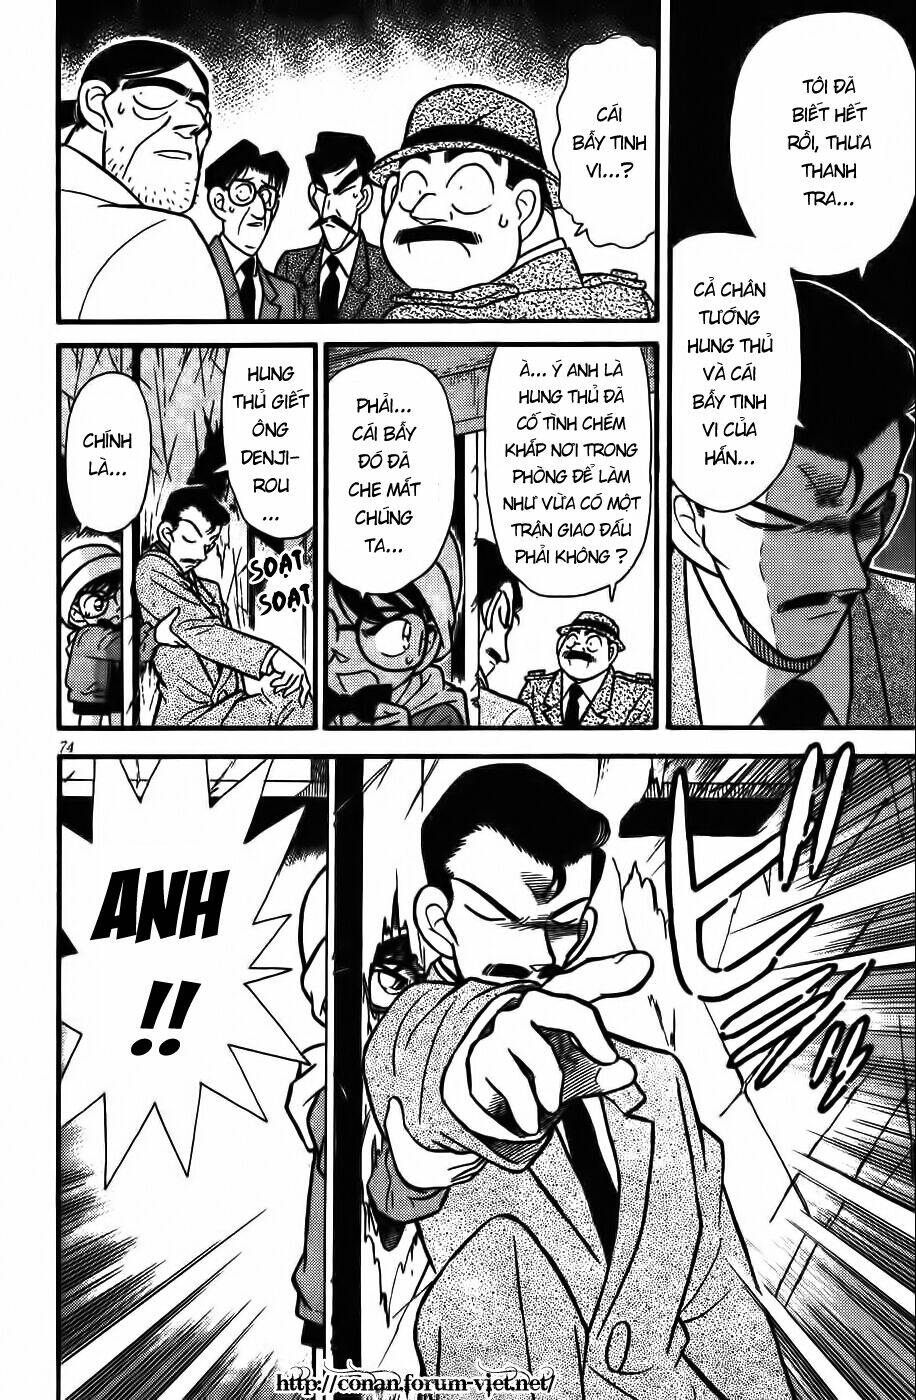 TÔI ĐÃ
BIẾT HẾT
RỒI, THƯA
THANH
TRA...
CẢ CHÂN
TƯỚNG
HUNG THỦ
VÀ CÁI
BẪY TINH
VI CỦA
HẮN...
CÁI
BẪY TINH
VI...?
À... Ý ANH LÀ
HUNG THỦ ĐÃ
CỐ TÌNH CHÉM
KHẮP NƠI TRONG
PHÒNG ĐỂ LÀM
NHƯ VỪA CÓ MỘT
TRẬN GIAO ĐẤU
PHẢI KHÔNG ?
PHẢI...
CÁI BẪY
ĐÓ ĐÃ
CHE MẮT
CHÚNG
TA...
HUNG
THỦ GIẾT
ÔNG
DENJI-
ROU
...
SOẠT
SOẠT
CHÍNH
LÀ...
74
ANH
!!
ビシッ
http://conan.forum-viet.net/